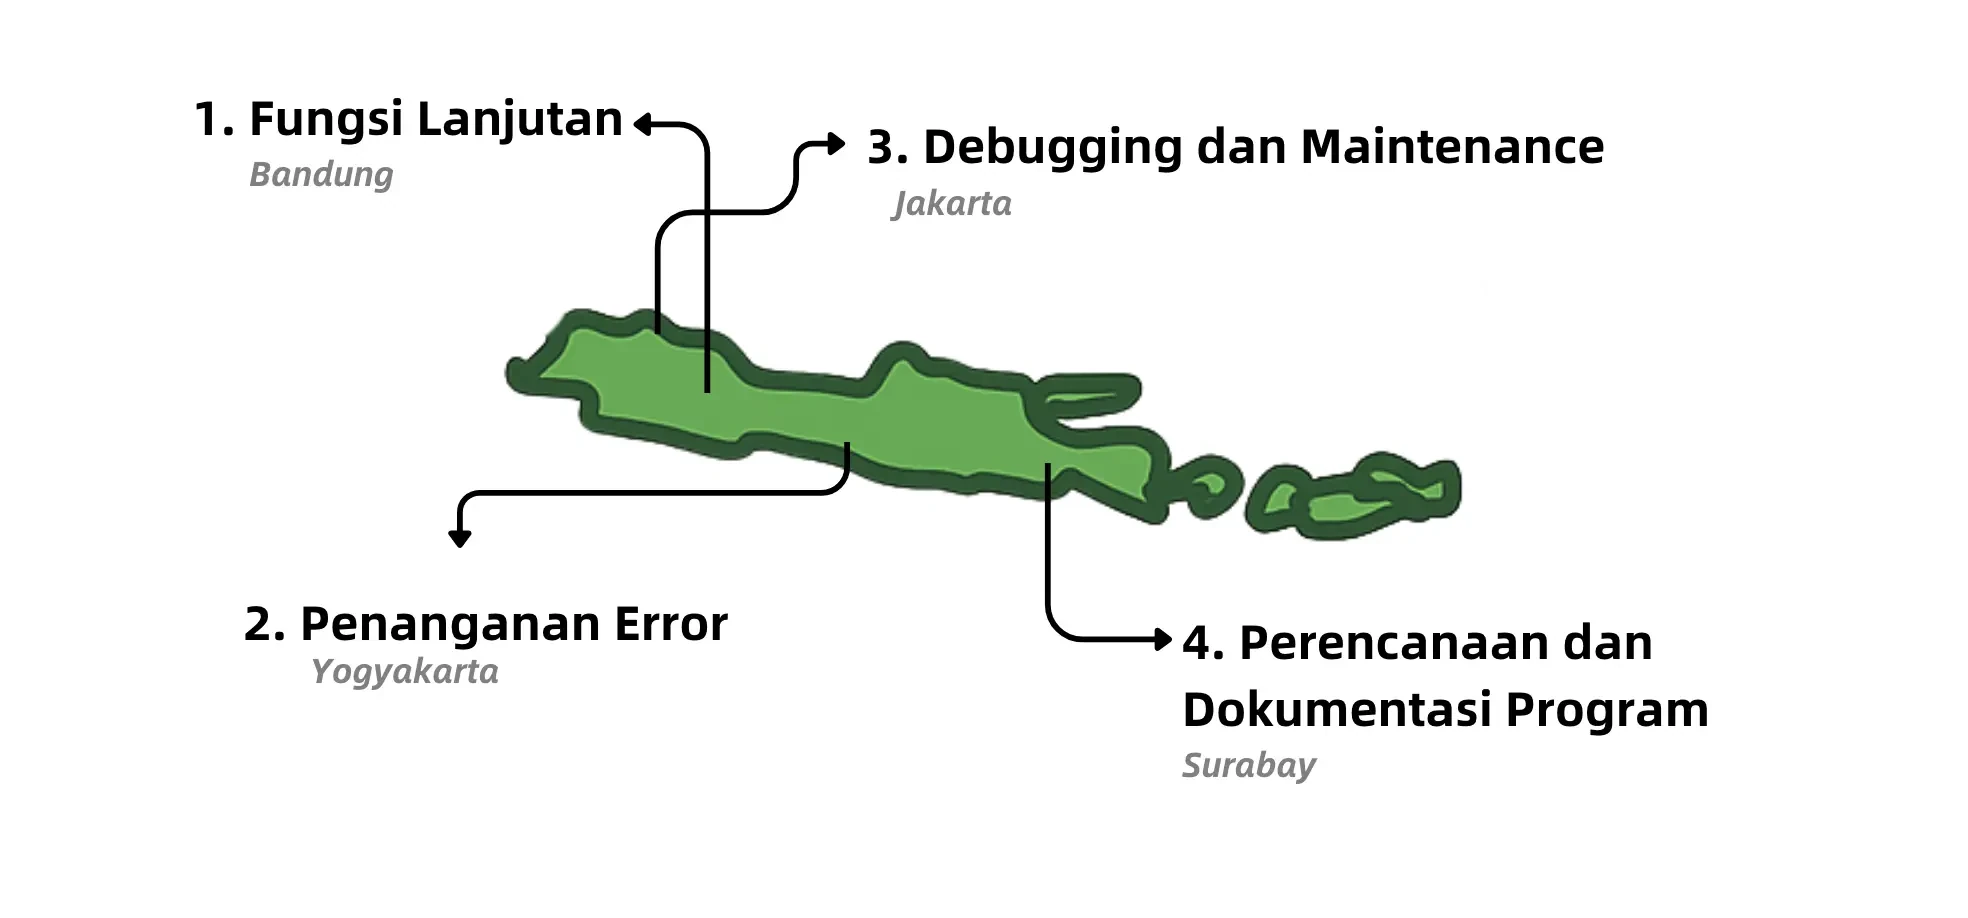 1. Fungsi Lanjutan
Bandung
3. Debugging dan Maintenance
Jakarta
2. Penanganan Error
Yogyakarta
4. Perencanaan dan
Dokumentasi Program
Surabay